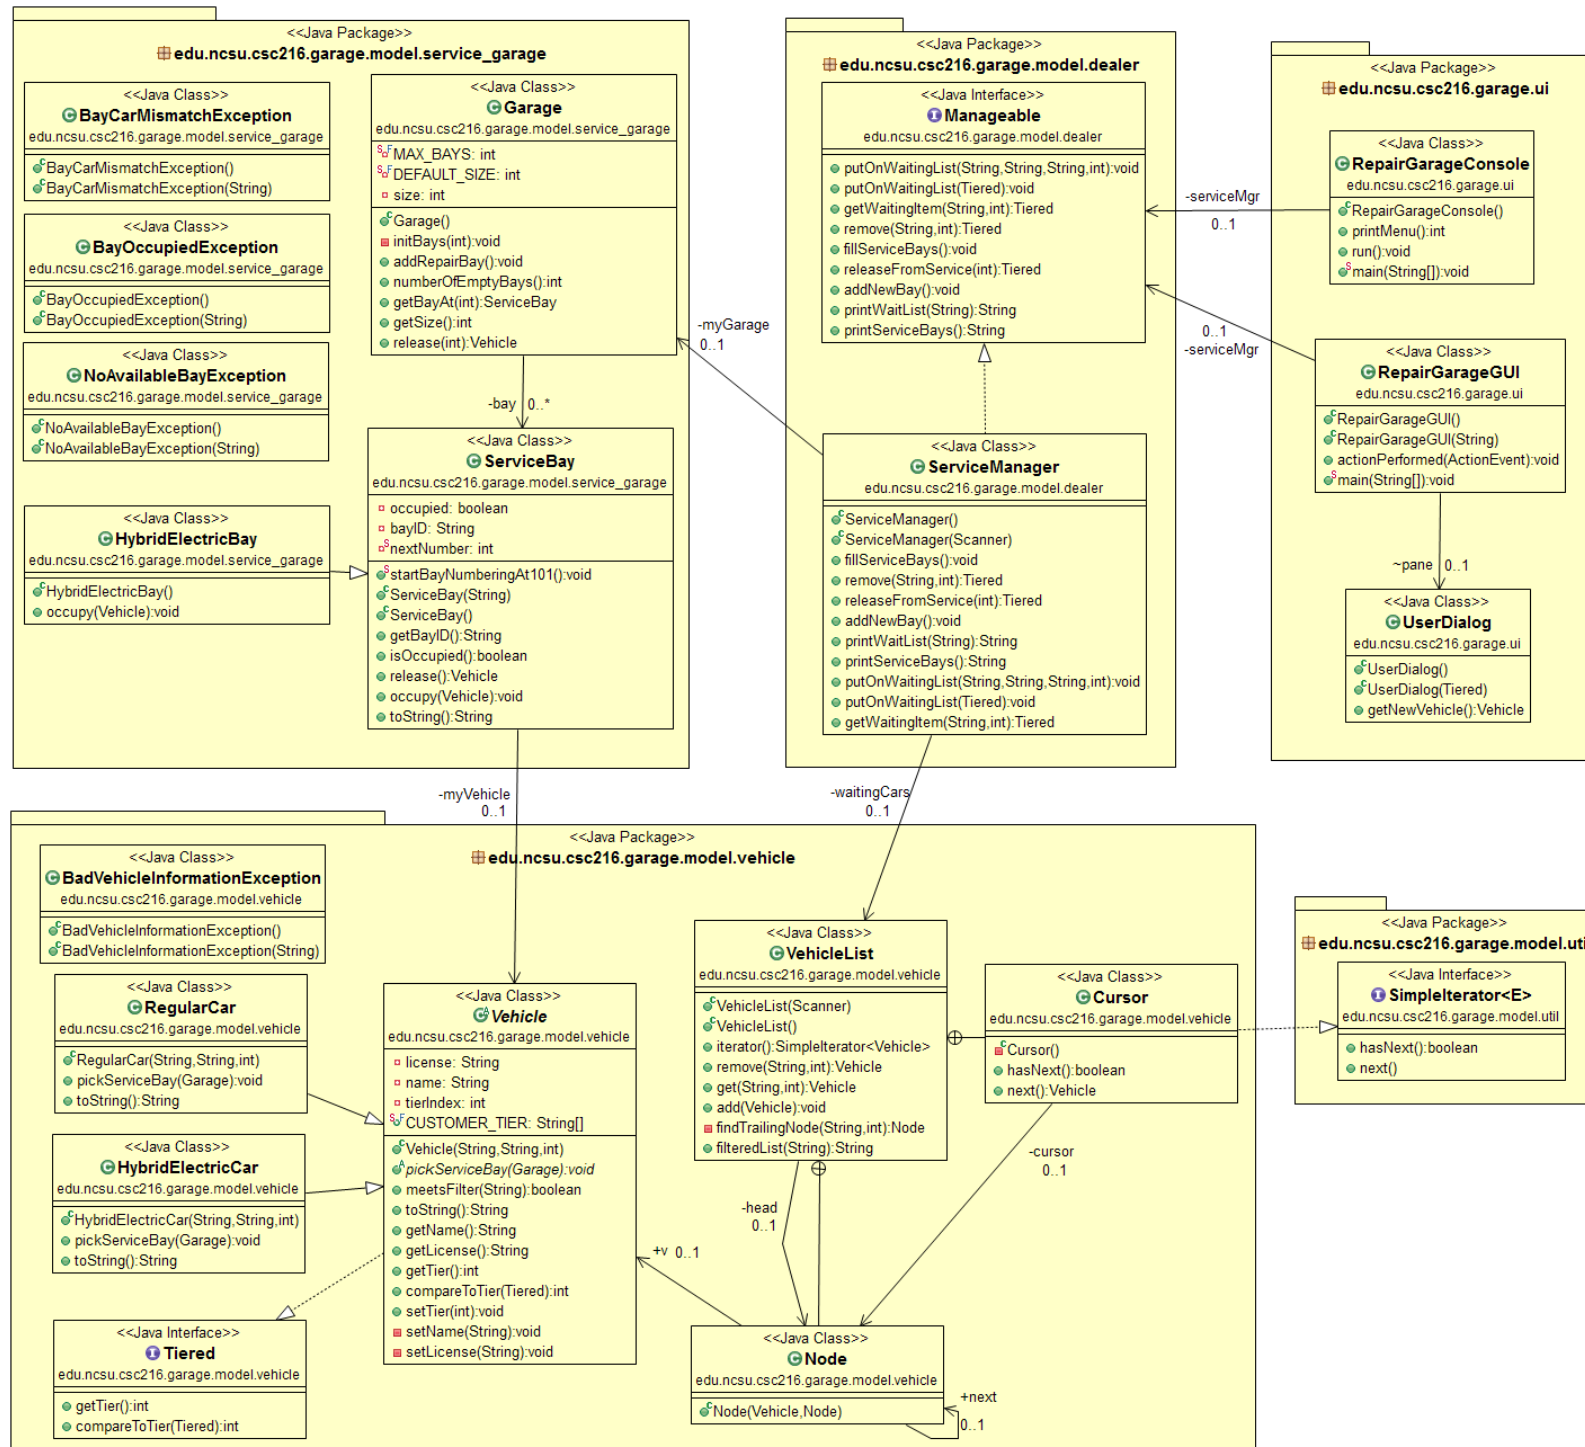 <<Java Package>>
edu.ncsu.csc216.garage.model.service_garage
<<Java Class>>
BayCarMismatchException
edu.ncsu.csc216.garage.model.service_garage
BayCarMismatchException()
BayCarMismatchException(String)
<<Java Class>>
BayOccupiedException
edu.ncsu.csc216.garage.model.service_garage
BayOccupiedException()
BayOccupiedException(String)
<<Java Class>>
NoAvailableBayException
edu.ncsu.csc216.garage.model.service_garage
NoAvailableBayException()
NoAvailableBayException(String)
<<Java Class>>
HybridElectricBay
edu.ncsu.csc216.garage.model.service_garage
HybridElectricBay()
occupy(Vehicle):void
<<Java Class>>
Garage
edu.ncsu.csc216.garage.model.service_garage
MAX_BAYS: int
DEFAULT_SIZE: int
size: int
Garage()
initBays(int):void
addRepairBay():void
numberOfEmptyBays():int
getBayAt(int):ServiceBay
getSize():int
release(int):Vehicle
-bay 0..*
<<Java Class>>
ServiceBay
edu.ncsu.csc216.garage.model.service_garage
occupied: boolean
bayID: String
nextNumber: int
startBayNumberingAt101():void
ServiceBay(String)
ServiceBay()
getBayID():String
isOccupied():boolean
release():Vehicle
occupy(Vehicle):void
toString():String
-myGarage
0..1
<<Java Package>>
edu.ncsu.csc216.garage.model.dealer
<<Java Interface>>
Manageable
edu.ncsu.csc216.garage.model.dealer
putOnWaitingList(String,String,String,int):void
putOnWaitingList(Tiered):void
getWaitingItem(String,int):Tiered
remove(String,int):Tiered
fillServiceBays():void
releaseFromService(int):Tiered
addNewBay():void
printWaitList(String):String
printServiceBays():String
<<Java Class>>
ServiceManager
edu.ncsu.csc216.garage.model.dealer
ServiceManager()
ServiceManager(Scanner)
fillServiceBays():void
remove(String,int):Tiered
releaseFromService(int):Tiered
addNewBay():void
printWaitList(String):String
printServiceBays():String
putOnWaitingList(String,String,String,int):void
putOnWaitingList(Tiered):void
getWaitingItem(String,int):Tiered
-serviceMgr
0..1
0..1
-serviceMgr
<<Java Package>>
edu.ncsu.csc216.garage.ui
<<Java Class>>
RepairGarageConsole
edu.ncsu.csc216.garage.ui
RepairGarageConsole()
printMenu():int
run():void
main(String[]):void
<<Java Class>>
RepairGarageGUI
edu.ncsu.csc216.garage.ui
RepairGarageGUI()
RepairGarageGUI(String)
actionPerformed(ActionEvent):void
main(String[]):void
~pane 0..1
<<Java Class>>
UserDialog
edu.ncsu.csc216.garage.ui
UserDialog()
UserDialog(Tiered)
getNewVehicle():Vehicle
-myVehicle
0..1
-waitingCars
0..1
<<Java Package>>
edu.ncsu.csc216.garage.model.vehicle
<<Java Class>>
BadVehicleInformationException
edu.ncsu.csc216.garage.model.vehicle
BadVehicleInformationException()
BadVehicleInformationException(String)
<<Java Class>>
RegularCar
edu.ncsu.csc216.garage.model.vehicle
RegularCar(String,String,int)
pickServiceBay(Garage):void
toString():String
<<Java Class>>
HybridElectricCar
edu.ncsu.csc216.garage.model.vehicle
HybridElectricCar(String,String,int)
pickServiceBay(Garage):void
toString():String
<<Java Interface>>
Tiered
edu.ncsu.csc216.garage.model.vehicle
getTier():int
compareToTier(Tiered):int
<<Java Class>>
Vehicle
edu.ncsu.csc216.garage.model.vehicle
license: String
name: String
tierIndex: int
CUSTOMER_TIER: String[]
Vehicle(String,String,int)
pickServiceBay(Garage):void
meetsFilter(String):boolean
toString():String
getName():String
getLicense():String
getTier():int
compareToTier(Tiered):int
setTier(int):void
setName(String):void
setLicense(String):void
+v 0..1
<<Java Class>>
VehicleList
edu.ncsu.csc216.garage.model.vehicle
VehicleList(Scanner)
VehicleList()
iterator():SimpleIterator<Vehicle>
remove(String,int):Vehicle
get(String,int):Vehicle
add(Vehicle):void
findTrailingNode(String,int):Node
filteredList(String):String
-head
0..1
<<Java Class>>
Cursor
edu.ncsu.csc216.garage.model.vehicle
Cursor()
hasNext():boolean
next():Vehicle
-cursor
0..1
<<Java Class>>
Node
edu.ncsu.csc216.garage.model.vehicle
Node(Vehicle,Node)
+next
0..1
<<Java Package>>
edu.ncsu.csc216.garage.model.uti
<<Java Interface>>
SimpleIterator<E>
edu.ncsu.csc216.garage.model.util
hasNext():boolean
next()